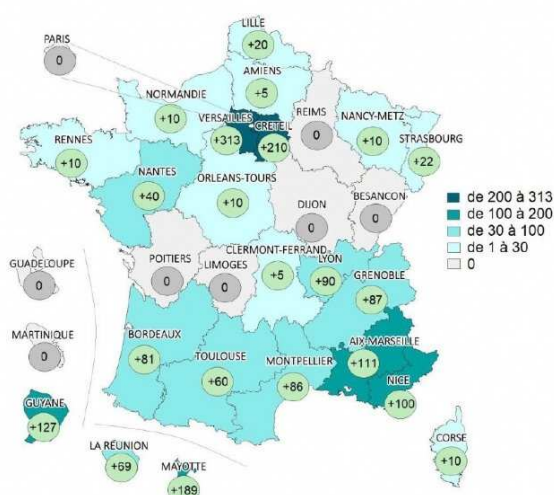 LILLE
+20
PARIS
0
AMIENS
+5
NORMANDIE
+10
REIMS
0
VERSAILLES
+313
CRETEIL
+210
NANCY-METZ
+10
STRASBOURG
+22
RENNES
+10
NANTES
+40
ORLEANS-TOURS
+10
DIJON
0
BESANCON
0
de 200 à 313
de 100 à 200
de 30 à 100
de 1 à 30
0
POITIERS
0
LIMOGES
0
CLERMONT-FERRAND
+5
LYON
+90
GRENOBLE
+87
GUADELOUPE
0
MARTINIQUE
0
BORDEAUX
+81
TOULOUSE
+60
MONTPELLIER
+86
AIX-MARSEILLE
+111
NICE
+100
GUYANE
+127
LA RÉUNION
+69
MAYOTTE
+189
CORSE
+10